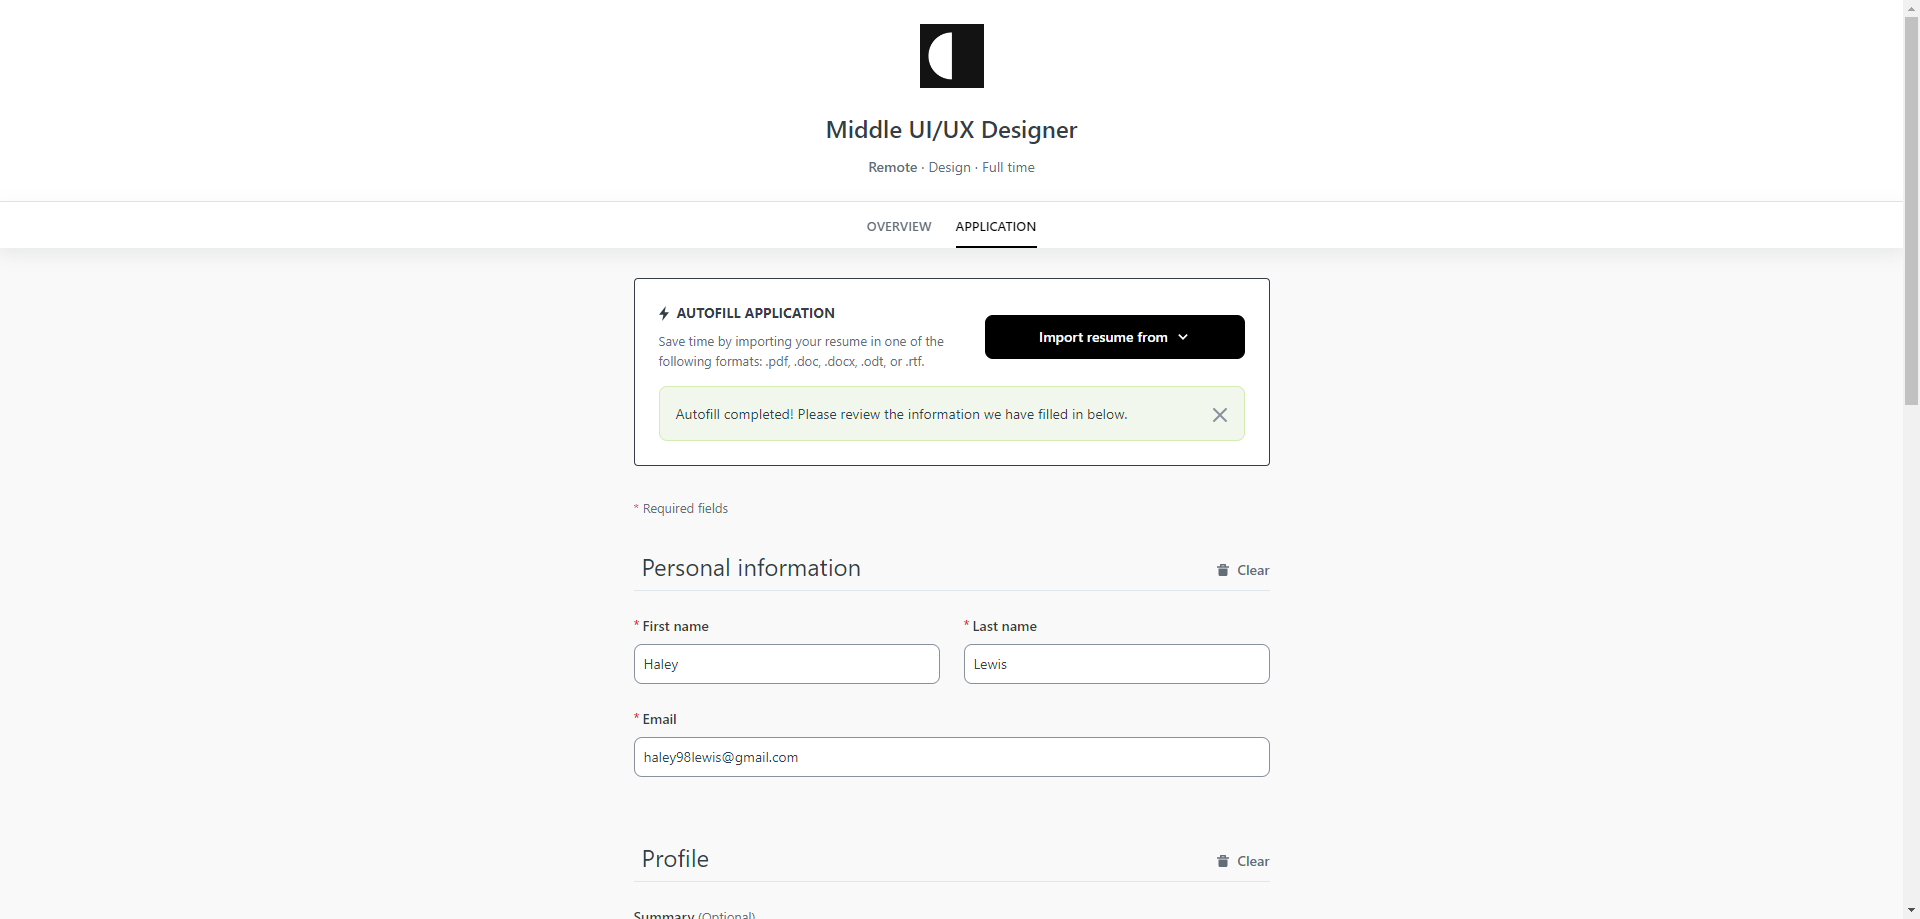 Middle UI/UX Designer
Remote · Design · Full time
OVERVIEW APPLICATION
AUTOFILL APPLICATION
Save time by importing your resume in one of the
following formats: .pdf, .doc, .docx, .odt, or .rtf.
Import resume from
Autofill completed! Please review the information we have filled in below.
* Required fields
Personal information
Clear
* First name
* Last name
Haley
Lewis
* Email
haley98lewis@gmail.com
Profile
Clear
Summary (Optional)